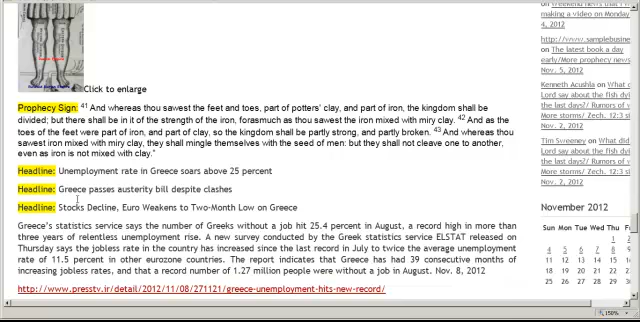 Click to enlarge
Prophecy Sign: 41 And whereas thou sawest the feet and toes, part of potters' clay, and part of iron, the kingdom shall be
divided; but there shall be in it of the strength of the iron, forasmuch as thou sawest the iron mixed with miry clay. 42 And as the
toes of the feet were part of iron, and part of clay, so the kingdom shall be partly strong, and partly broken. 43 And whereas thou
sawest iron mixed with miry clay, they shall mingle themselves with the seed of men: but they shall not cleave one to another,
even as iron is not mixed with clay."
Headline: Unemployment rate in Greece soars above 25 percent
Headline: Greece passes austerity bill despite clashes
Headline: Stocks Decline, Euro Weakens to Two-Month Low on Greece
Greece's statistics service says the number of Greeks without a job hit 25.4 percent in August, a record high in more than
three years of relentless unemployment rise. A new survey conducted by the Greek statistics service ELSTAT released on
Thursday says the jobless rate in the country has increased since the last record in July to twice the average unemployment
rate of 11.5 percent in other eurozone countries. The report indicates that Greece has had 39 consecutive months of
increasing jobless rates, and that a record number of 1.27 million people were without a job in August. Nov. 8, 2012
http://www.presstv.ir/detail/2012/11/08/271121/greece-unemployment-hits-new-record/
making a video on Monday
4, 2012
http://www.samplebusine
on The latest book a day
early/More prophecy news
Nov. 5, 2012
Kenneth Acushla on What d
Lord say about the fish dyi
the last days?/ Rumors of v
More storms/ Zech. 12:3 si
Nov. 2, 2012
Tim Sweeney on What did
Lord say about the fish dyi
the last days?/ Rumors of v
More storms/ Zech. 12:3 si
Nov. 2, 2012
November 2012
Sun Mon Tue Wed Thu
1 2
4 5 6 7 8 9
11 12 13 14 15 16
18 19 20 21 22 23
25 26 27 28 29 30
150%